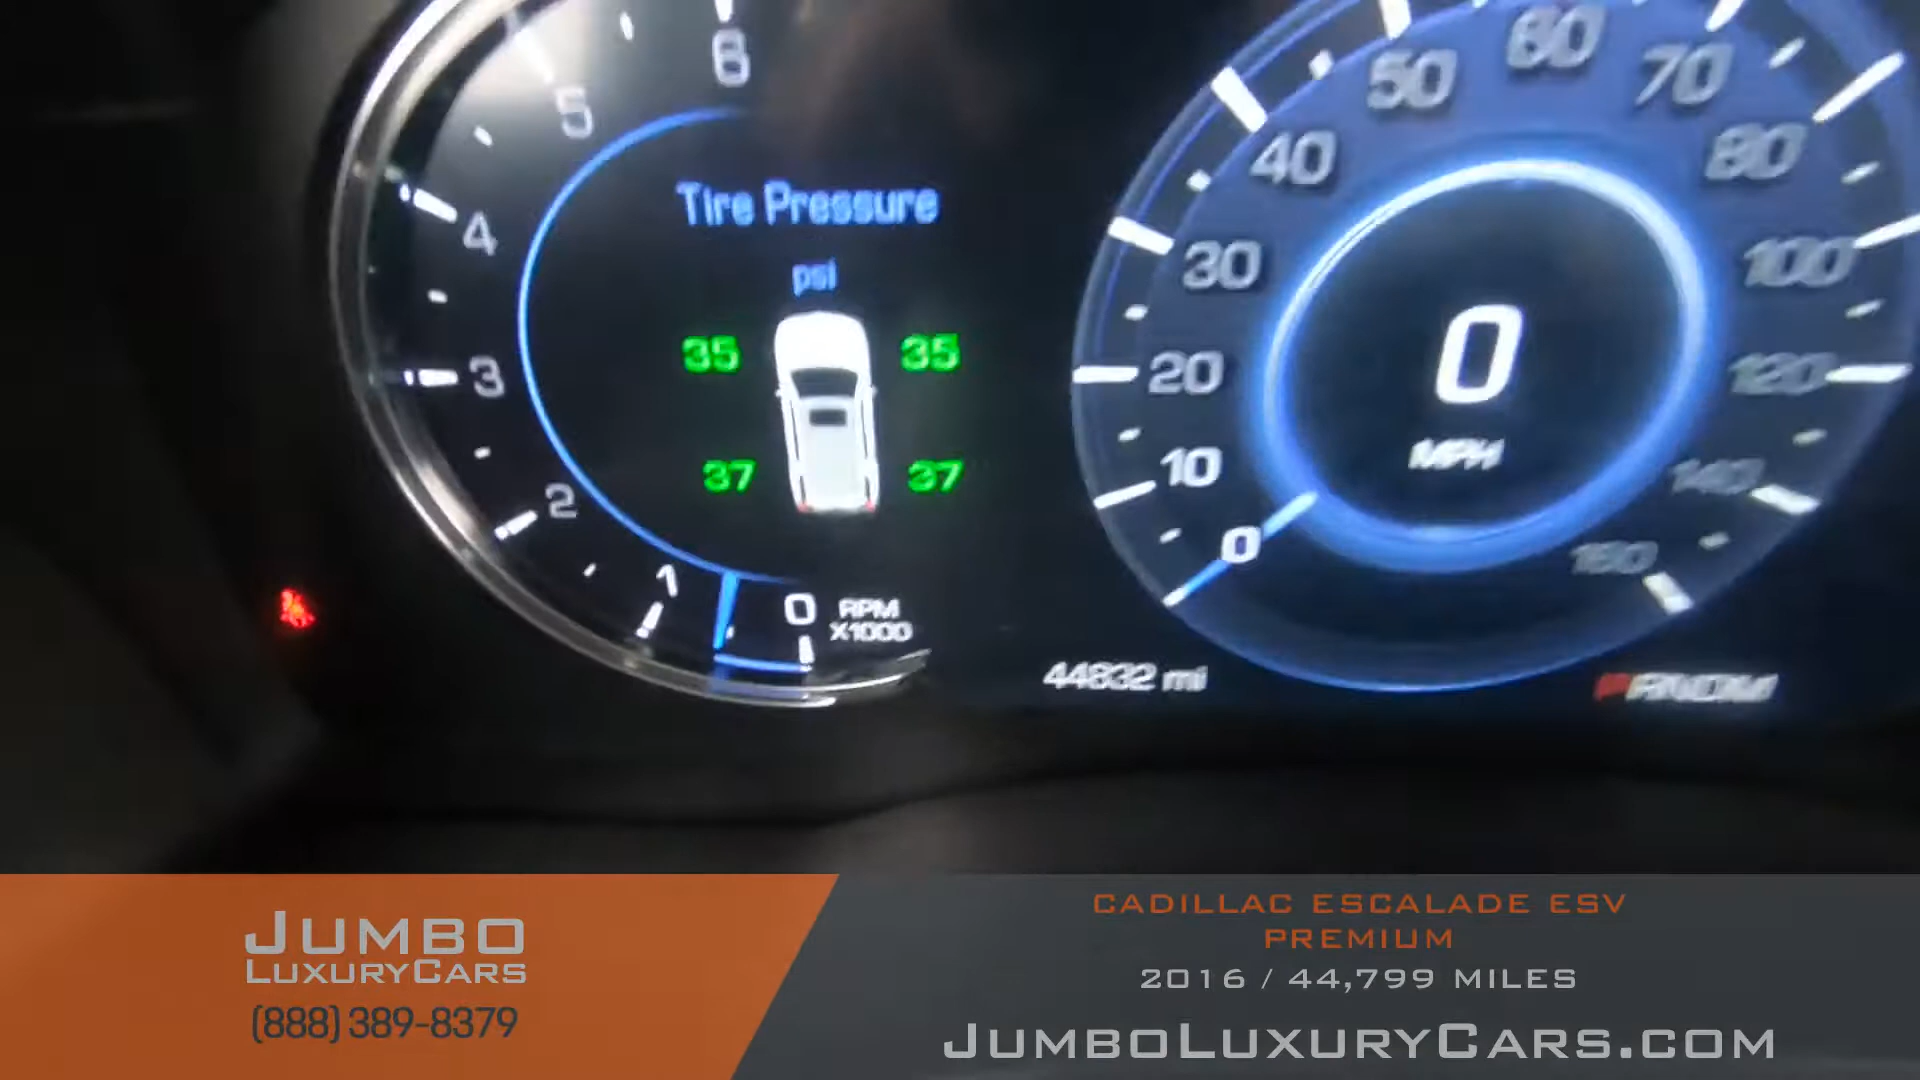 6
5
4
3
2
1
0
RPM
X1000
Tire Pressure
psi
35 35
37 37
0
10
20
30
40
50
60
70
80
100
120
140
160
0
MPH
44832 mi
PRNDM
JUMBO
LUXURYCARS
(888) 389-8379
CADILLAC ESCALADE ESV
PREMIUM
2016 / 44,799 MILES
JUMBOLUXURYCARS.COM